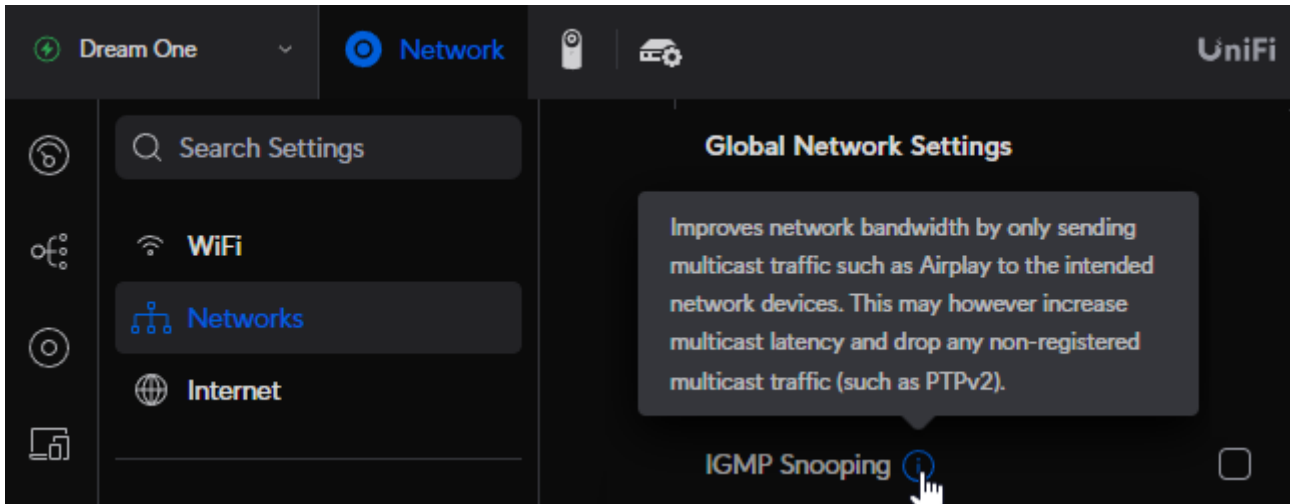 Dream One
Network
UniFi
Search Settings
WiFi
Networks
Internet
Global Network Settings
Improves network bandwidth by only sending
multicast traffic such as Airplay to the intended
network devices. This may however increase
multicast latency and drop any non-registered
multicast traffic (such as PTPv2).
IGMP Snooping